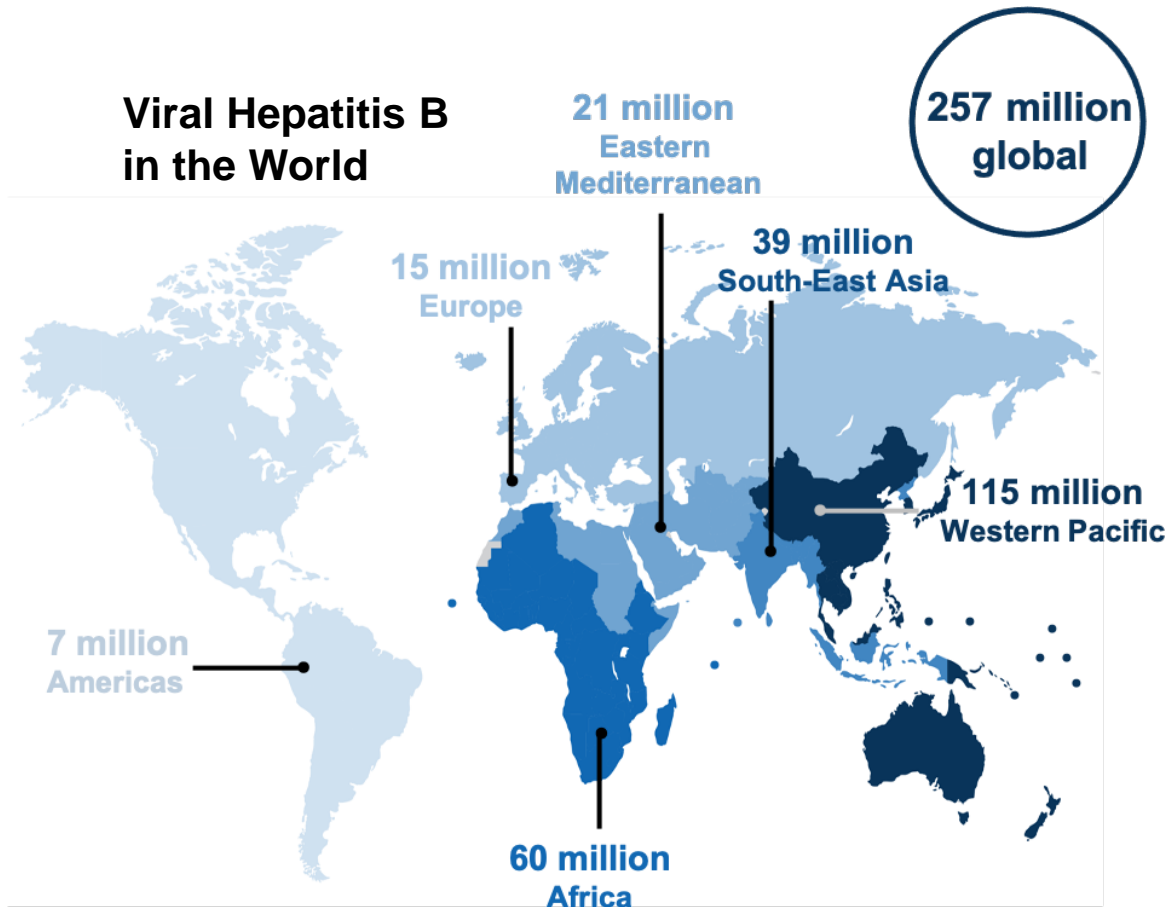 Viral Hepatitis B
in the World
257 million
global
21 million
Eastern
Mediterranean
39 million
South-East Asia
15 million
Europe
115 million
Western Pacific
7 million
Americas
60 million
Africa